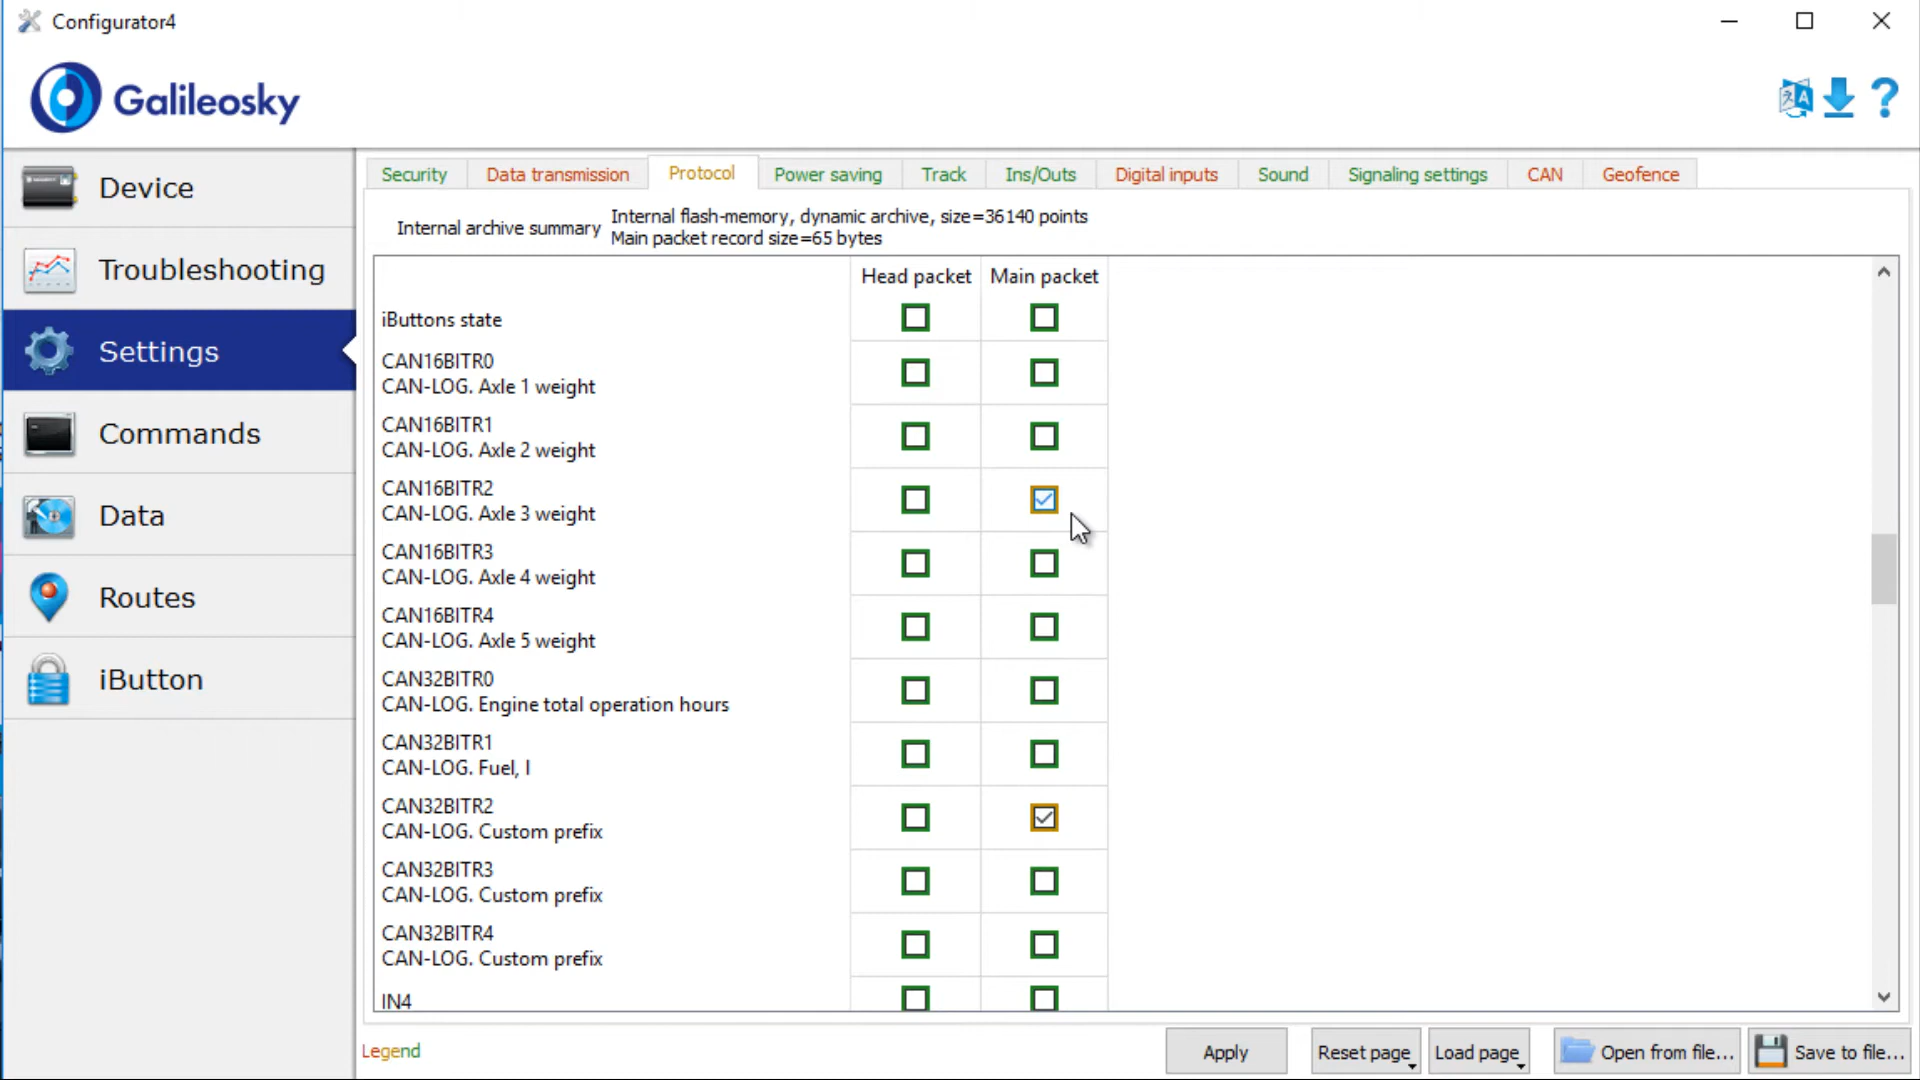 Configurator4
Galileosky
Device
Troubleshooting
Settings
Commands
Data
Routes
iButton
Security Data transmission Protocol Power saving Track Ins/Outs Digital inputs Sound Signaling settings CAN Geofence
Internal archive summary
Internal flash-memory, dynamic archive, size=36140 points
Main packet record size=65 bytes
Head packet Main packet
iButtons state
CAN16BITR0
CAN-LOG. Axle 1 weight
CAN16BITR1
CAN-LOG. Axle 2 weight
CAN16BITR2
CAN-LOG. Axle 3 weight
CAN16BITR3
CAN-LOG. Axle 4 weight
CAN16BITR4
CAN-LOG. Axle 5 weight
CAN32BITR0
CAN-LOG. Engine total operation hours
CAN32BITR1
CAN-LOG. Fuel, l
CAN32BITR2
CAN-LOG. Custom prefix
CAN32BITR3
CAN-LOG. Custom prefix
CAN32BITR4
CAN-LOG. Custom prefix
IN4
Legend Apply Reset page Load page Open from file... Save to file...